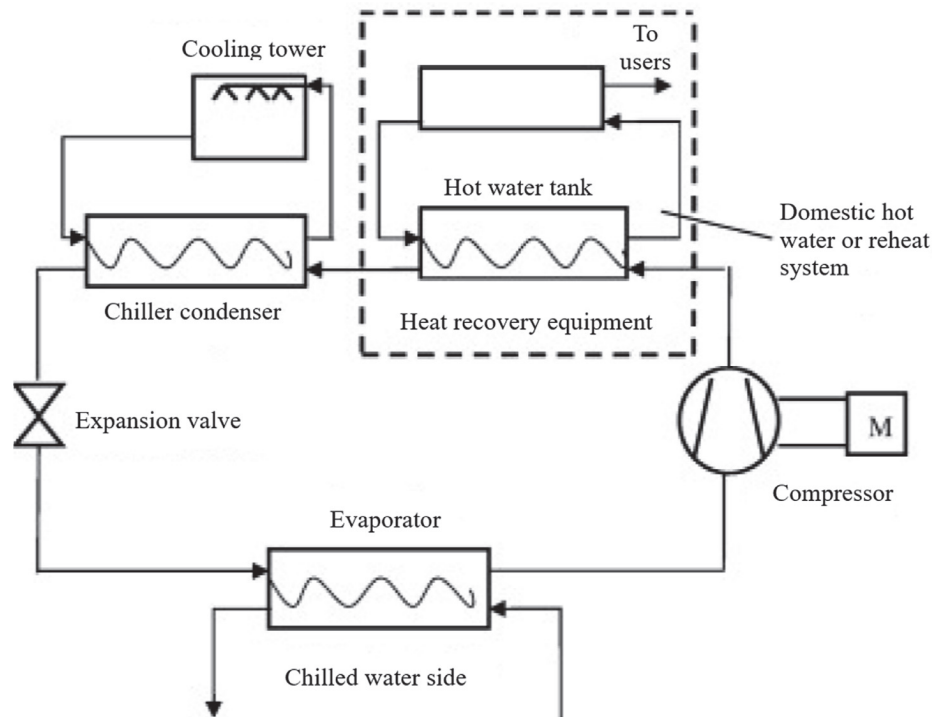 To
users
Cooling tower
Hot water tank
Domestic hot
water or reheat
system
Chiller condenser
Heat recovery equipment
Expansion valve
M
Compressor
Evaporator
Chilled water side